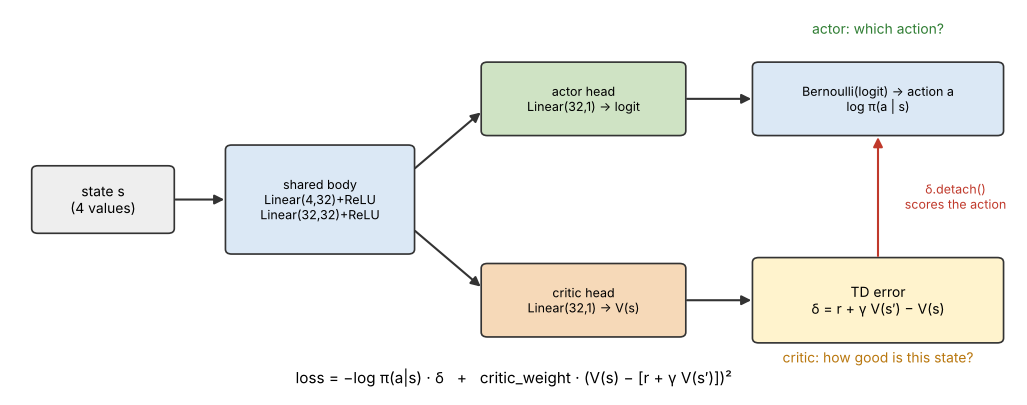 actor: which action?
state s
(4 values)
shared body
Linear(4,32)+ReLU
Linear(32,32)+ReLU
actor head
Linear(32,1) → logit
Bernoulli(logit) → action a
log π(a | s)
δ.detach()
scores the action
critic head
Linear(32,1) → V(s)
TD error
δ = r + γ V(s′) − V(s)
critic: how good is this state?
loss = −log π(a|s) · δ + critic_weight · (V(s) − [r + γ V(s′)])²